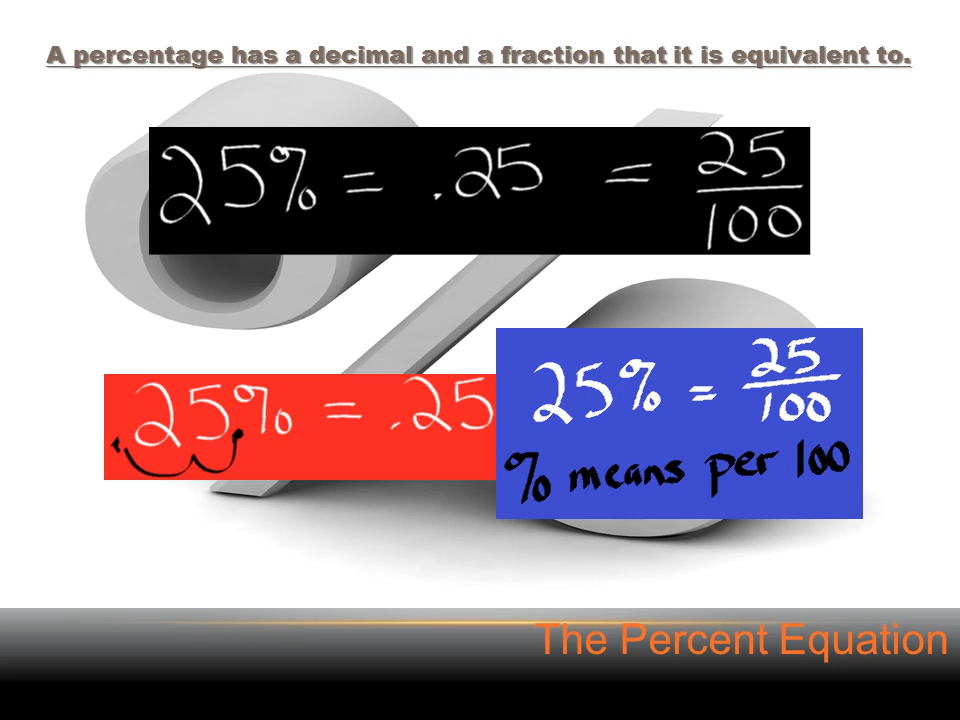 A percentage has a decimal and a fraction that it is equivalent to.
25% = .25 = 25/100
25% = .25
25% = 25/100
% means per 100
The Percent Equation